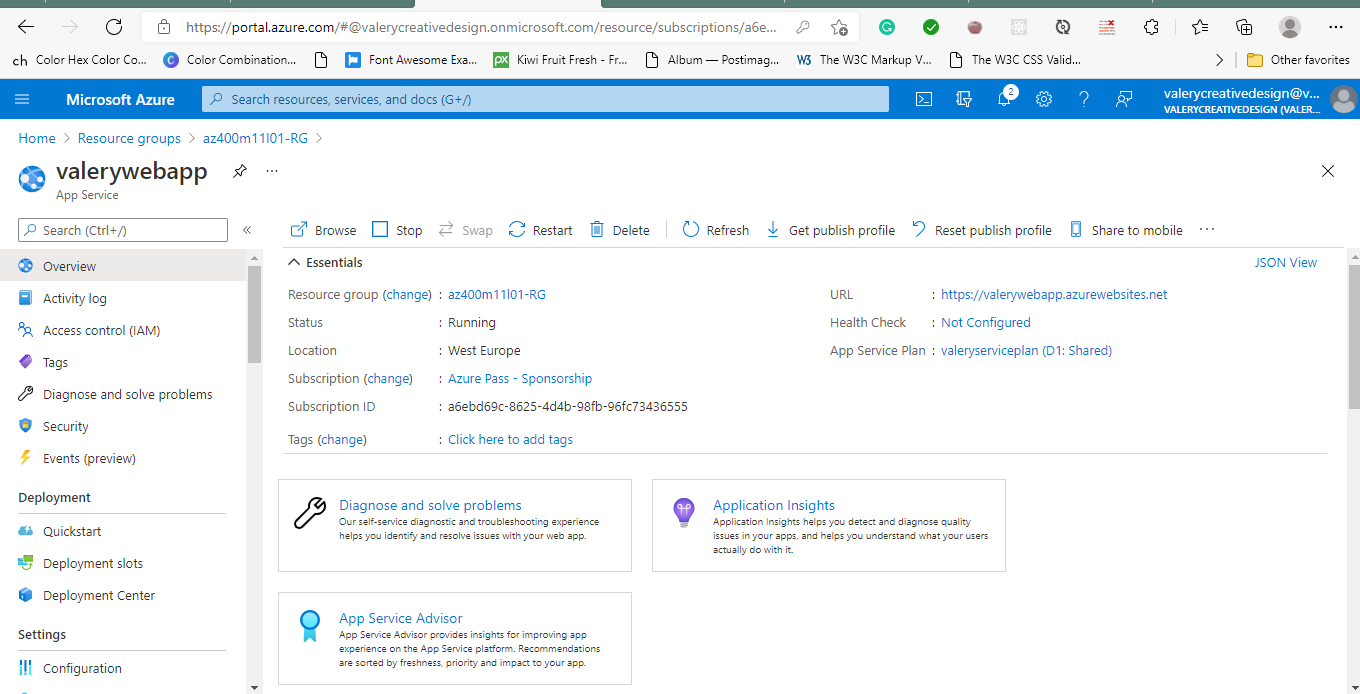 https://portal.azure.com/#@valerycreativedesign.onmicrosoft.com/resource/subscriptions/a6e...
ch Color Hex Color Co... Color Combination... Font Awesome Exa... PX Kiwi Fruit Fresh - Fr... Album — Postimag... W3 The W3C Markup V... The W3C CSS Valid... Other favorites
Microsoft Azure
Search resources, services, and docs (G+/)
2
valerycreativedesign@v...
VALERYCREATIVEDESIGN (VALER...
Home > Resource groups > az400m11l01-RG >
valerywebapp ...
App Service
Search (Ctrl+/) «
Browse Stop Swap Restart Delete Refresh Get publish profile Reset publish profile Share to mobile ...
Overview
Activity log
Access control (IAM)
Tags
Diagnose and solve problems
Security
Events (preview)
Deployment
Quickstart
Deployment slots
Deployment Center
Settings
Configuration
Essentials
JSON View
Resource group (change) : az400m11l01-RG
Status : Running
Location : West Europe
Subscription (change) : Azure Pass - Sponsorship
Subscription ID : a6ebd69c-8625-4d4b-98fb-96fc73436555
Tags (change) : Click here to add tags
URL : https://valerywebapp.azurewebsites.net
Health Check : Not Configured
App Service Plan : valeryserviceplan (D1: Shared)
Diagnose and solve problems
Our self-service diagnostic and troubleshooting experience
helps you identify and resolve issues with your web app.
Application Insights
Application Insights helps you detect and diagnose quality
issues in your apps, and helps you understand what your users
actually do with it.
App Service Advisor
App Service Advisor provides insights for improving app
experience on the App Service platform. Recommendations
are sorted by freshness, priority and impact to your app.